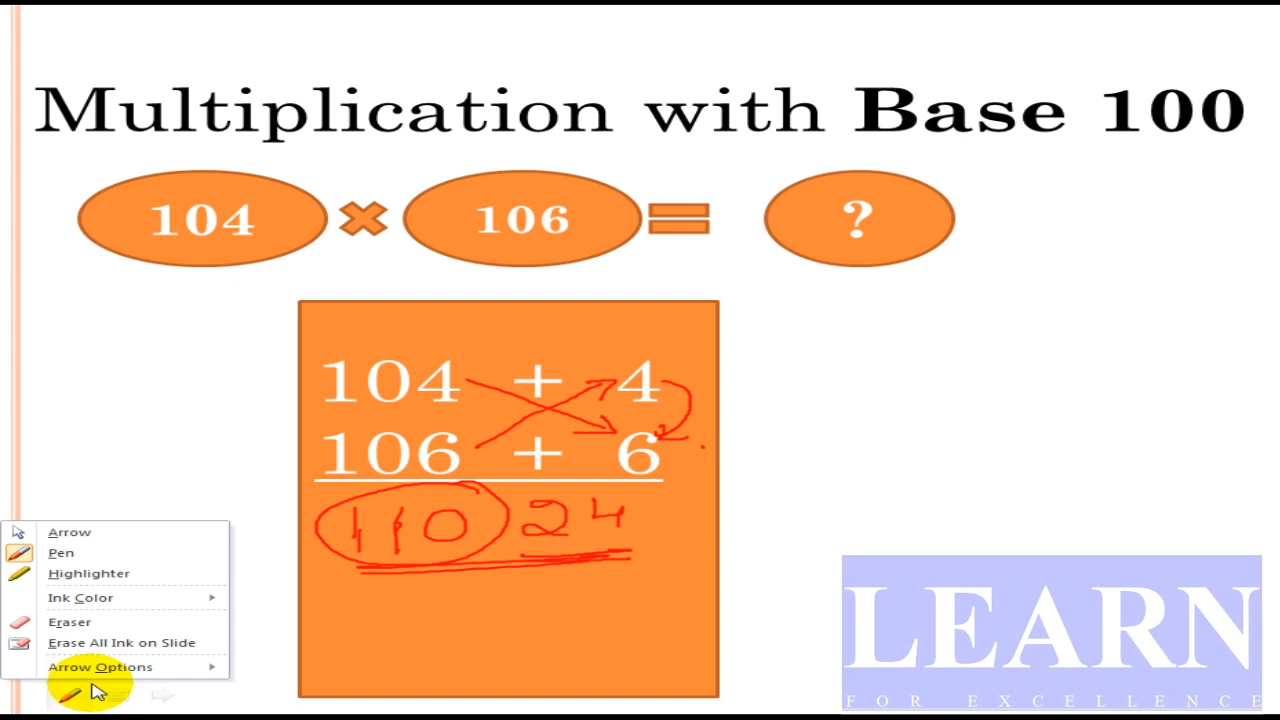 Multiplication with Base 100
104 × 106 = ?
104 + 4
106 + 6
110 24
Arrow
Pen
Highlighter
Ink Color
Eraser
Erase All Ink on Slide
Arrow Options
LEARN
FOR EXCELLENCE